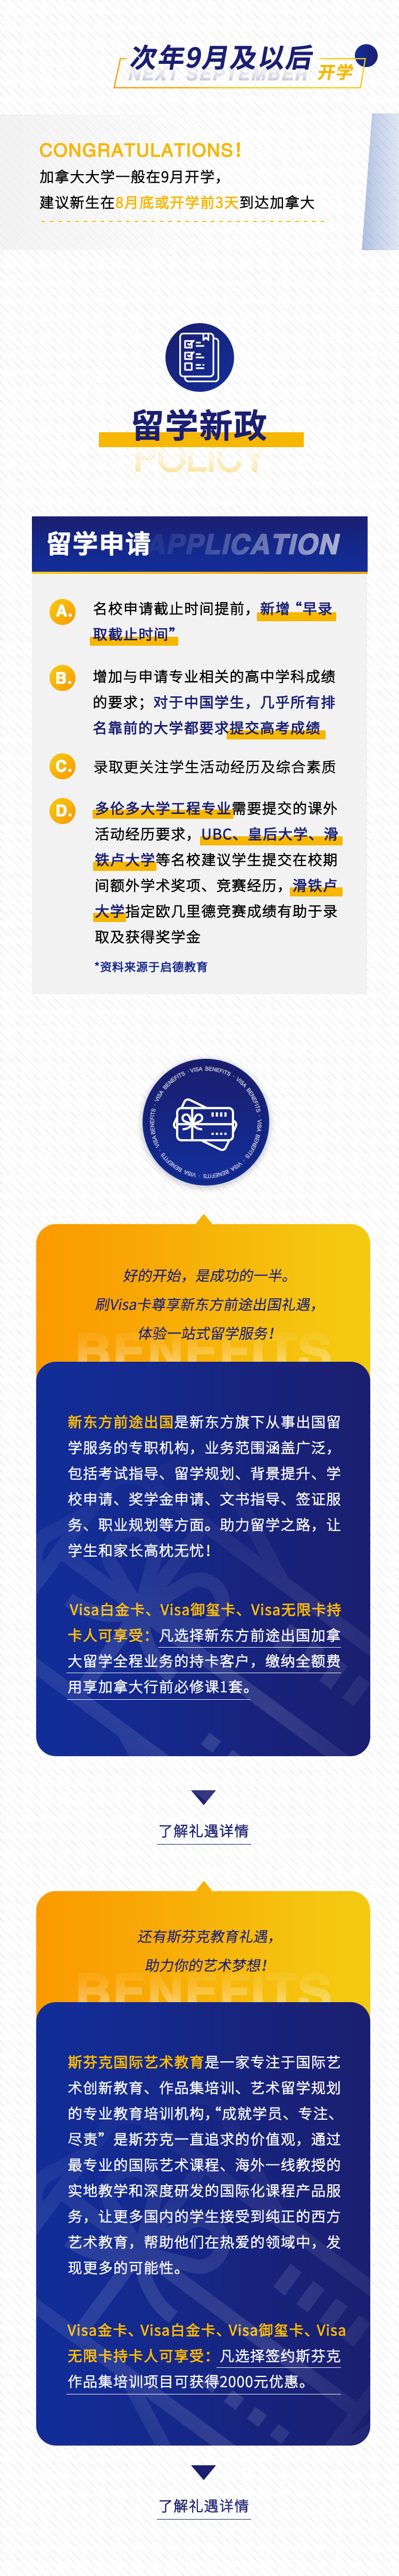 次年9月及以后
NEXT SEPTEMBER 开学
CONGRATULATIONS!
加拿大大学一般在9月开学，
建议新生在8月底或开学前3天到达加拿大
留学新政
POLICY
留学申请APPLICATION
A. 名校申请截止时间提前，新增“早录
取截止时间”
B. 增加与申请专业相关的高中学科成绩
的要求；对于中国学生，几乎所有排
名靠前的大学都要求提交高考成绩
C. 录取更关注学生活动经历及综合素质
D. 多伦多大学工程专业需要提交的课外
活动经历要求，UBC、皇后大学、滑
铁卢大学等名校建议学生提交在校期
间额外学术奖项、竞赛经历，滑铁卢
大学指定欧几里德竞赛成绩有助于录
取及获得奖学金
*资料来源于启德教育
VISA BENEFITS · VISA BENEFITS · VISA BENEFITS · VISA BENEFITS · VISA BENEFITS · VISA BENEFITS · VISA BENEFITS ·
好的开始，是成功的一半。
刷Visa卡尊享新东方前途出国礼遇，
体验一站式留学服务！
BENEFITS
新东方前途出国是新东方旗下从事出国留
学服务的专职机构，业务范围涵盖广泛，
包括考试指导、留学规划、背景提升、学
校申请、奖学金申请、文书指导、签证服
务、职业规划等方面。助力留学之路，让
学生和家长高枕无忧！
Visa白金卡、Visa御玺卡、Visa无限卡持
卡人可享受：凡选择新东方前途出国加拿
大留学全程业务的持卡客户，缴纳全额费
用享加拿大行前必修课1套。
了解礼遇详情
还有斯芬克教育礼遇，
助力你的艺术梦想！
BENEFITS
斯芬克国际艺术教育是一家专注于国际艺
术创新教育、作品集培训、艺术留学规划
的专业教育培训机构，“成就学员、专注、
尽责”是斯芬克一直追求的价值观，通过
最专业的国际艺术课程、海外一线教授的
实地教学和深度研发的国际化课程产品服
务，让更多国内的学生接受到纯正的西方
艺术教育，帮助他们在热爱的领域中，发
现更多的可能性。
Visa金卡、Visa白金卡、Visa御玺卡、Visa
无限卡持卡人可享受：凡选择签约斯芬克
作品集培训项目可获得2000元优惠。
了解礼遇详情